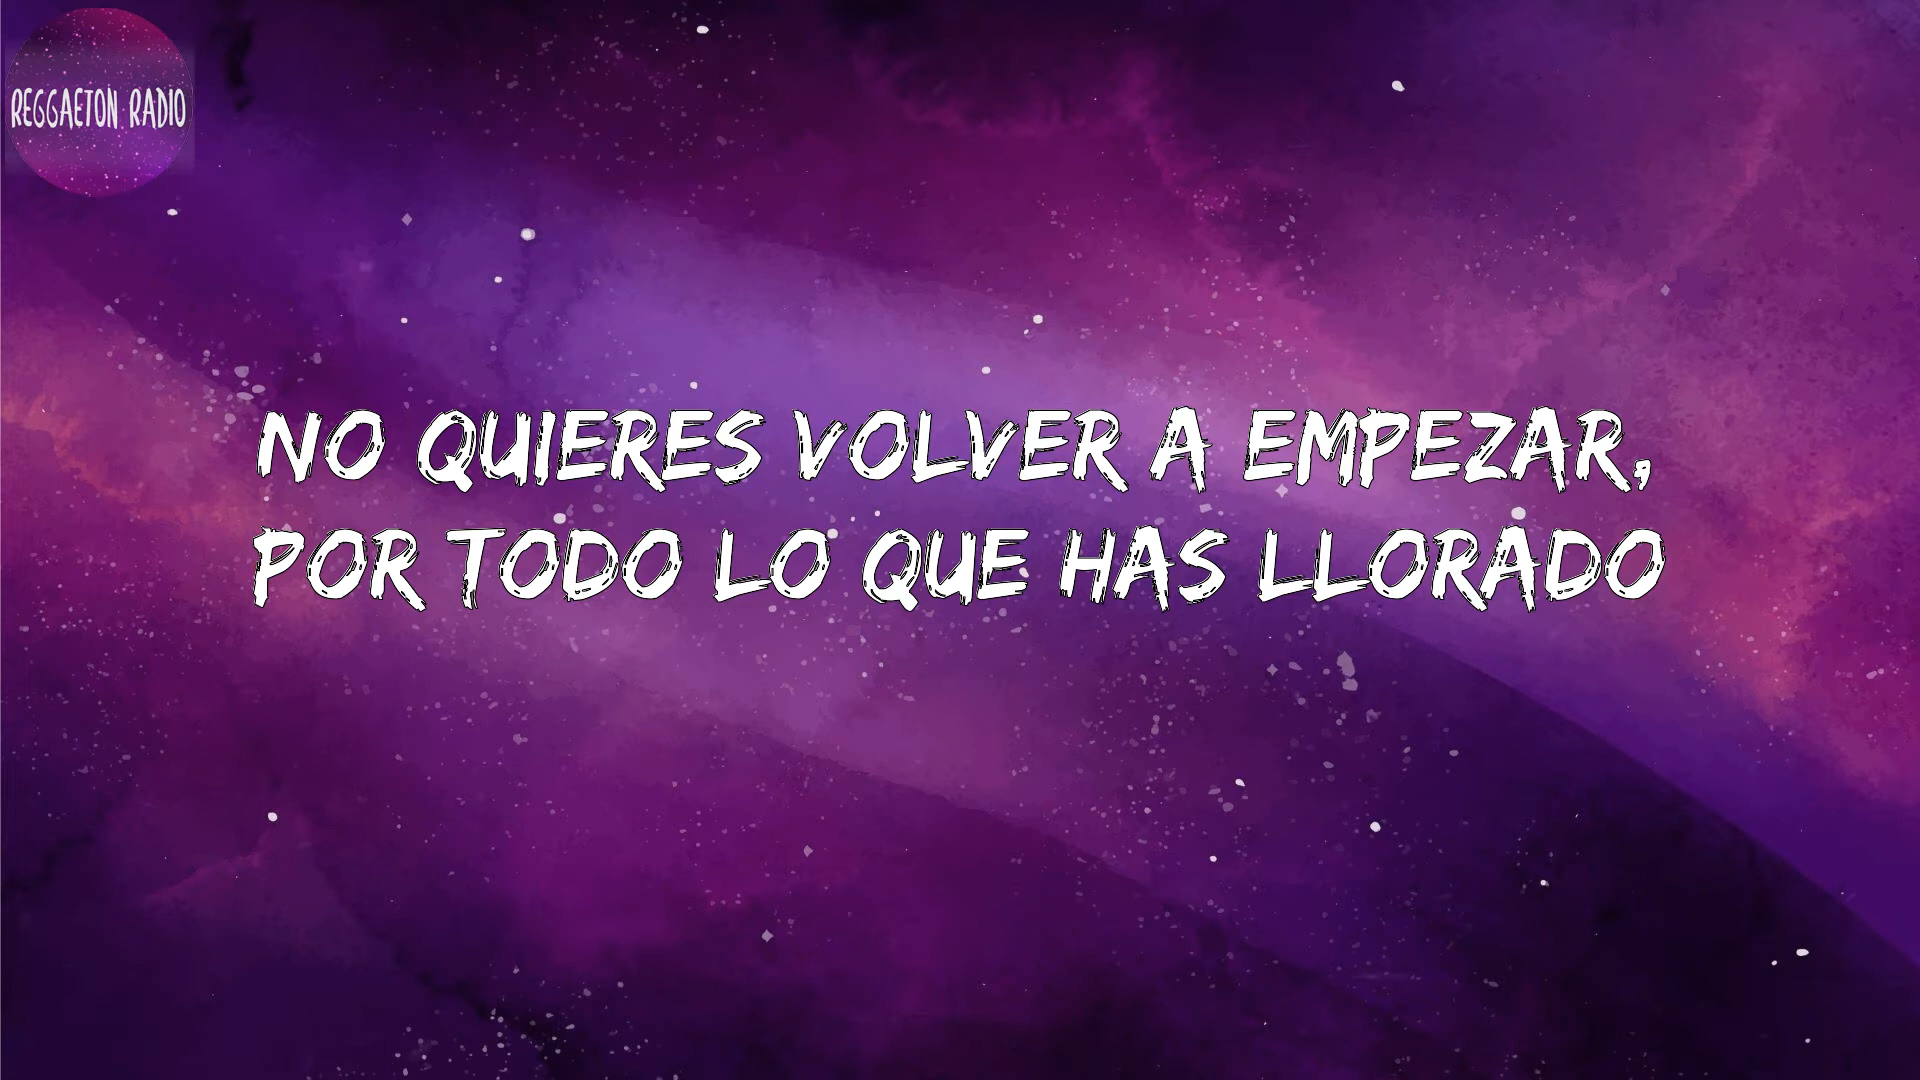 REGGAETON RADIO
NO QUIERES VOLVER A EMPEZAR,
POR TODO LO QUE HAS LLORADO